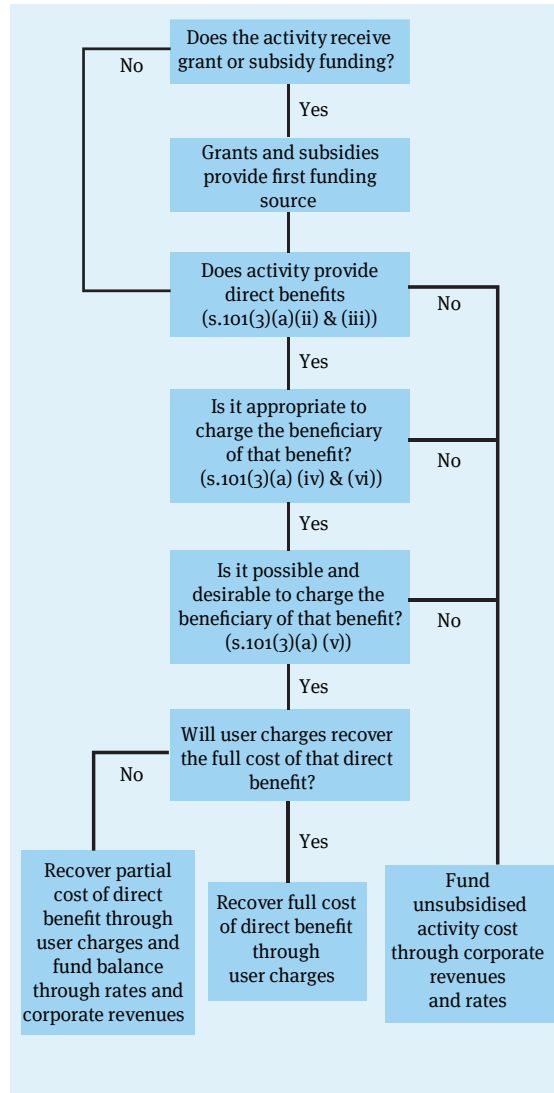 Does the activity receive
grant or subsidy funding?
No
Yes
Grants and subsidies
provide first funding
source
Does activity provide
direct benefits
(s.101(3)(a)(ii) & (iii))
No
Yes
Is it appropriate to
charge the beneficiary
of that benefit?
(s.101(3)(a) (iv) & (vi))
No
Yes
Is it possible and
desirable to charge the
beneficiary of that benefit?
(s.101(3)(a) (v))
No
Yes
Will user charges recover
the full cost of that direct
benefit?
No
Yes
Recover partial
cost of direct
benefit through
user charges and
fund balance
through rates and
corporate revenues
Recover full cost
of direct benefit
through
user charges
Fund
unsubsidised
activity cost
through corporate
revenues
and rates